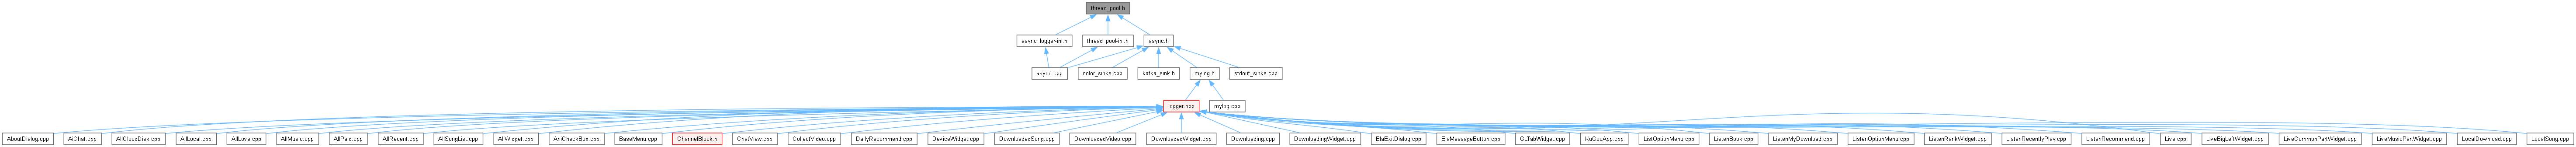 thread_pool.h
async_logger-inl.h
thread_pool-inl.h
async.h
async.cpp
color_sinks.cpp
kafka_sink.h
mylog.h
stdout_sinks.cpp
logger.hpp
mylog.cpp
AboutDialog.cpp
AiChat.cpp
AllCloudDisk.cpp
AllLocal.cpp
AllLove.cpp
AllMusic.cpp
AllPaid.cpp
AllRecent.cpp
AllSongList.cpp
AllWidget.cpp
AniCheckBox.cpp
BaseMenu.cpp
ChannelBlock.h
ChatView.cpp
CollectVideo.cpp
DailyRecommend.cpp
DeviceWidget.cpp
DownloadedSong.cpp
DownloadedVideo.cpp
DownloadedWidget.cpp
Downloading.cpp
DownloadingWidget.cpp
ElaExitDialog.cpp
ElaMessageButton.cpp
GLTabWidget.cpp
KuGouApp.cpp
ListOptionMenu.cpp
ListenBook.cpp
ListenMyDownload.cpp
ListenOptionMenu.cpp
ListenRankWidget.cpp
ListenRecentlyPlay.cpp
ListenRecommend.cpp
Live.cpp
LiveBigLeftWidget.cpp
LiveCommonPartWidget.cpp
LiveMusicPartWidget.cpp
LocalDownload.cpp
LocalSong.cpp